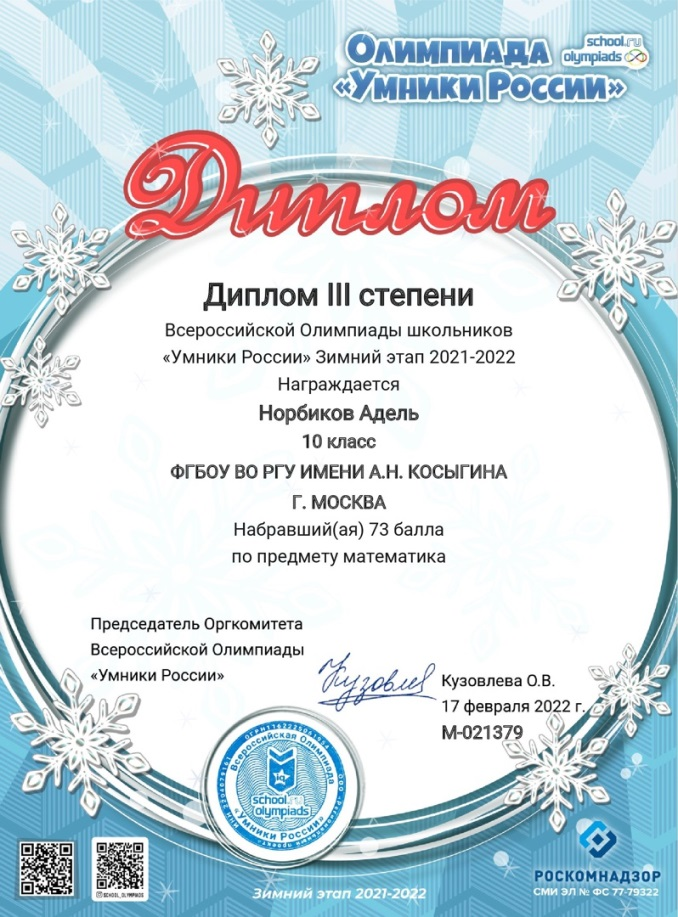 Олимпиада
«Умники России»
school.ru
olympiads
Диплом
Диплом III степени
Всероссийской Олимпиады школьников
«Умники России» Зимний этап 2021-2022
Награждается
Норбиков Адель
10 класс
ФГБОУ ВО РГУ ИМЕНИ А.Н. КОСЫГИНА
Г. МОСКВА
Набравший(ая) 73 балла
по предмету математика
Председатель Оргкомитета
Всероссийской Олимпиады
«Умники России»
Кузовлев
Кузовлева О.В.
17 февраля 2022 г.
М-021379
Всероссийская Олимпиада
school.ru
olympiads
"Умники России"
SCHOOL_OLYMPIADS
Зимний этап 2021-2022
РОСКОМНАДЗОР
СМИ ЭЛ № ФС 77-79322